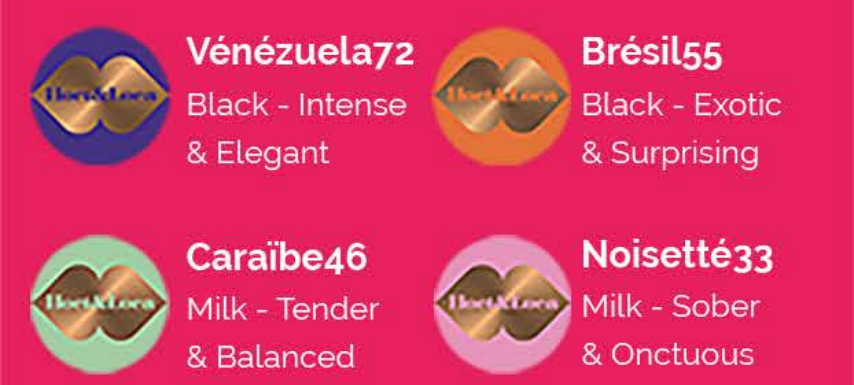 Vénézuela72
Black - Intense
& Elegant
Brésil55
Black - Exotic
& Surprising
Caraïbe46
Milk - Tender
& Balanced
Noisetté33
Milk - Sober
& Onctuous